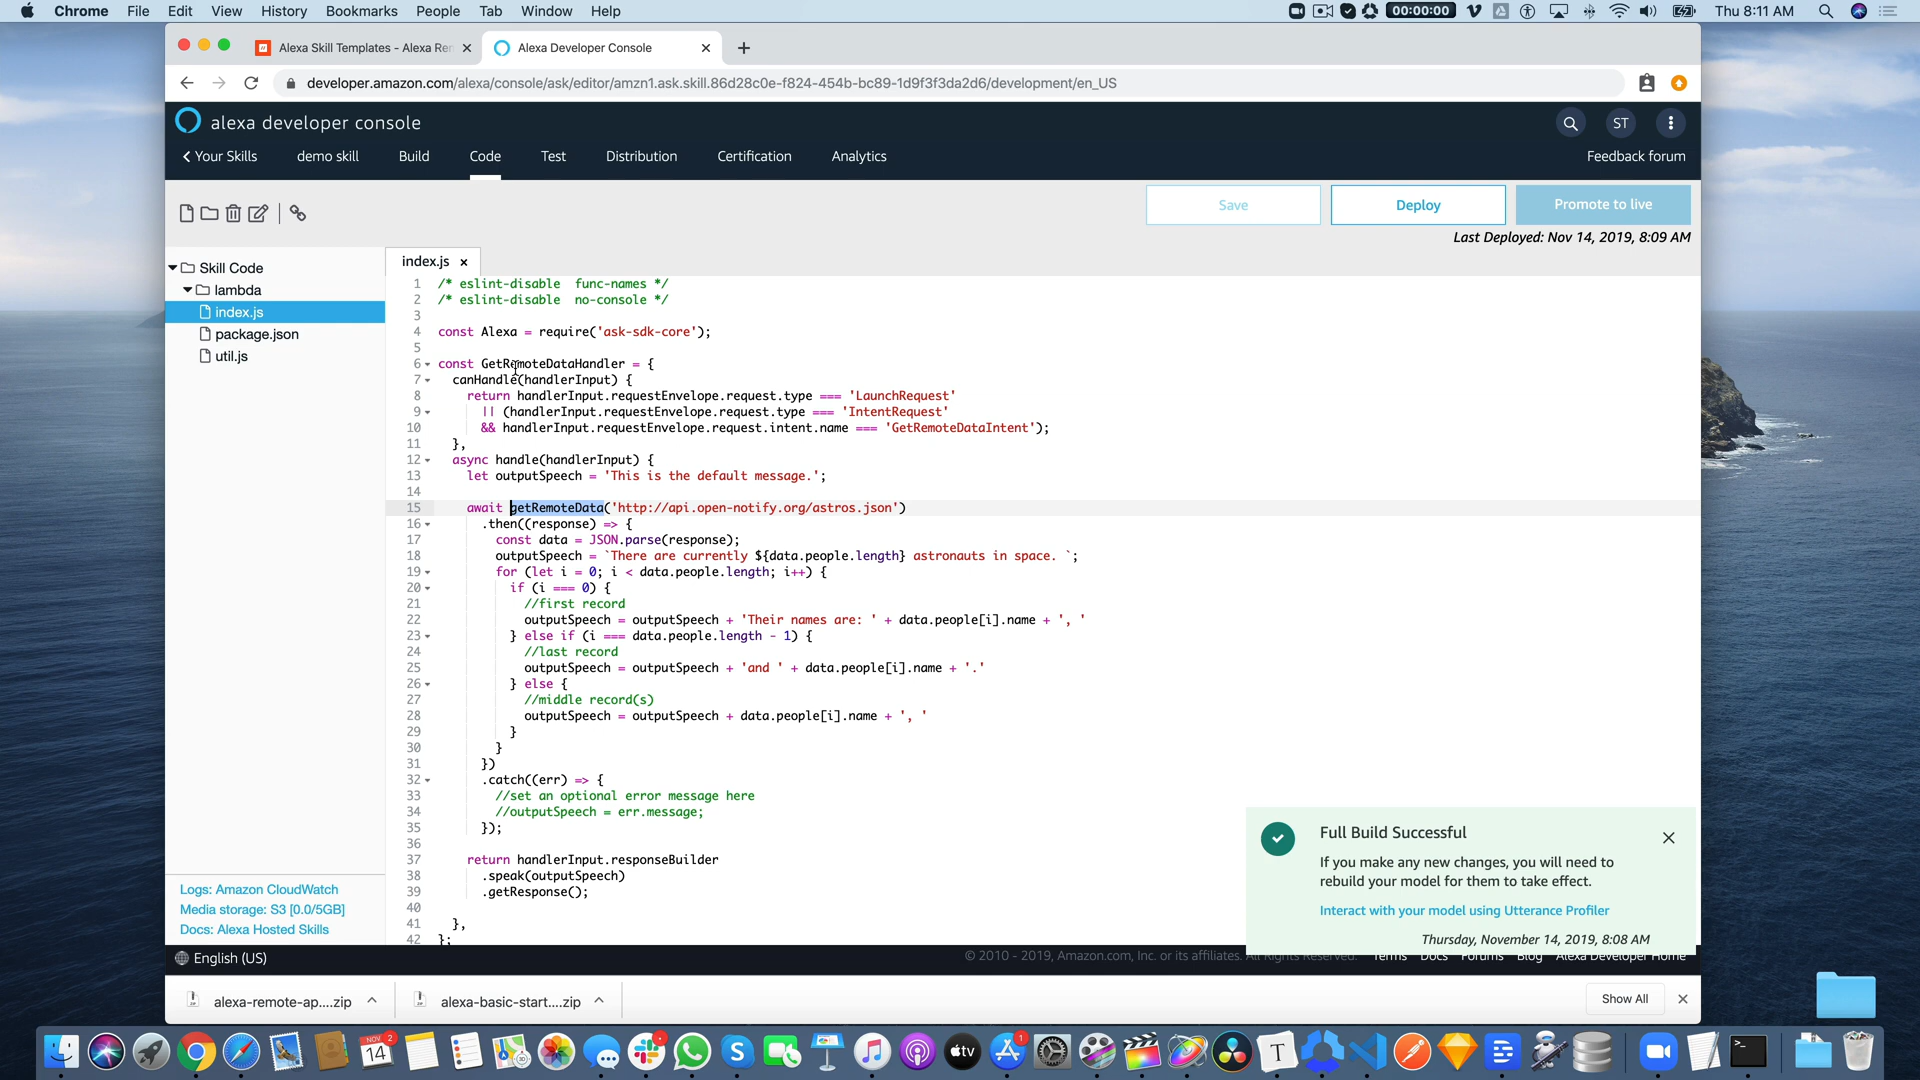 Chrome File Edit View History Bookmarks People Tab Window Help 00:00:00 Thu 8:11 AM
Alexa Skill Templates - Alexa Re Alexa Developer Console
developer.amazon.com/alexa/console/ask/editor/amzn1.ask.skill.86d28c0e-f824-454b-bc89-1d9f3f3da2d6/development/en_US
alexa developer console ST
Your Skills demo skill Build Code Test Distribution Certification Analytics Feedback forum
Save Deploy Promote to live
Last Deployed: Nov 14, 2019, 8:09 AM
Skill Code
lambda
index.js
package.json
util.js
index.js
1 /* eslint-disable  func-names */
2 /* eslint-disable  no-console */
3
4 const Alexa = require('ask-sdk-core');
5
6 const GetRemoteDataHandler = {
7 canHandle(handlerInput) {
8 return handlerInput.requestEnvelope.request.type === 'LaunchRequest'
9 || (handlerInput.requestEnvelope.request.type === 'IntentRequest'
10 && handlerInput.requestEnvelope.request.intent.name === 'GetRemoteDataIntent');
11 },
12 async handle(handlerInput) {
13 let outputSpeech = 'This is the default message.';
14
15 await getRemoteData('http://api.open-notify.org/astros.json')
16 .then((response) => {
17 const data = JSON.parse(response);
18 outputSpeech = `There are currently ${data.people.length} astronauts in space. `;
19 for (let i = 0; i < data.people.length; i++) {
20 if (i === 0) {
21 //first record
22 outputSpeech = outputSpeech + 'Their names are: ' + data.people[i].name + ', '
23 } else if (i === data.people.length - 1) {
24 //last record
25 outputSpeech = outputSpeech + 'and ' + data.people[i].name + '.'
26 } else {
27 //middle record(s)
28 outputSpeech = outputSpeech + data.people[i].name + ', '
29 }
30 }
31 })
32 .catch((err) => {
33 //set an optional error message here
34 //outputSpeech = err.message;
35 });
36
37 return handlerInput.responseBuilder
38 .speak(outputSpeech)
39 .getResponse();
40
41 },
42 };
Logs: Amazon CloudWatch
Media storage: S3 [0.0/5GB]
Docs: Alexa Hosted Skills
Full Build Successful
If you make any new changes, you will need to
rebuild your model for them to take effect.
Interact with your model using Utterance Profiler
Thursday, November 14, 2019, 8:08 AM
English (US) © 2010 - 2019, Amazon.com, Inc. or its affiliates. All Rights Reserved. Terms Docs Forums Blog Alexa Developer Home
alexa-remote-ap....zip alexa-basic-start....zip Show All
NOV 14 2 tv 1 T